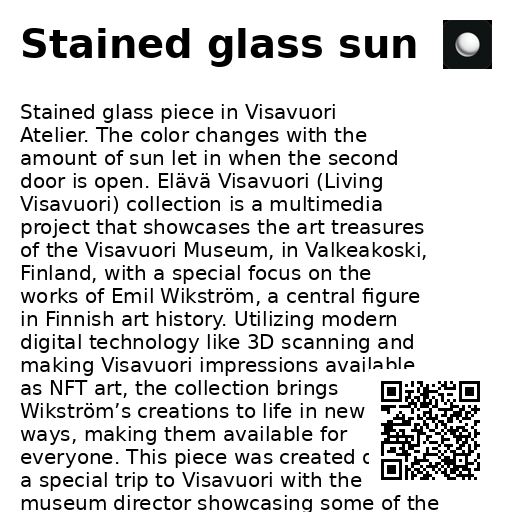 Stained glass sun
Stained glass piece in Visavuori
Atelier. The color changes with the
amount of sun let in when the second
door is open. Elävä Visavuori (Living
Visavuori) collection is a multimedia
project that showcases the art treasures
of the Visavuori Museum, in Valkeakoski,
Finland, with a special focus on the
works of Emil Wikström, a central figure
in Finnish art history. Utilizing modern
digital technology like 3D scanning and
making Visavuori impressions available
as NFT art, the collection brings
Wikström’s creations to life in new
ways, making them available for
everyone. This piece was created
a special trip to Visavuori with the
museum director showcasing some of the